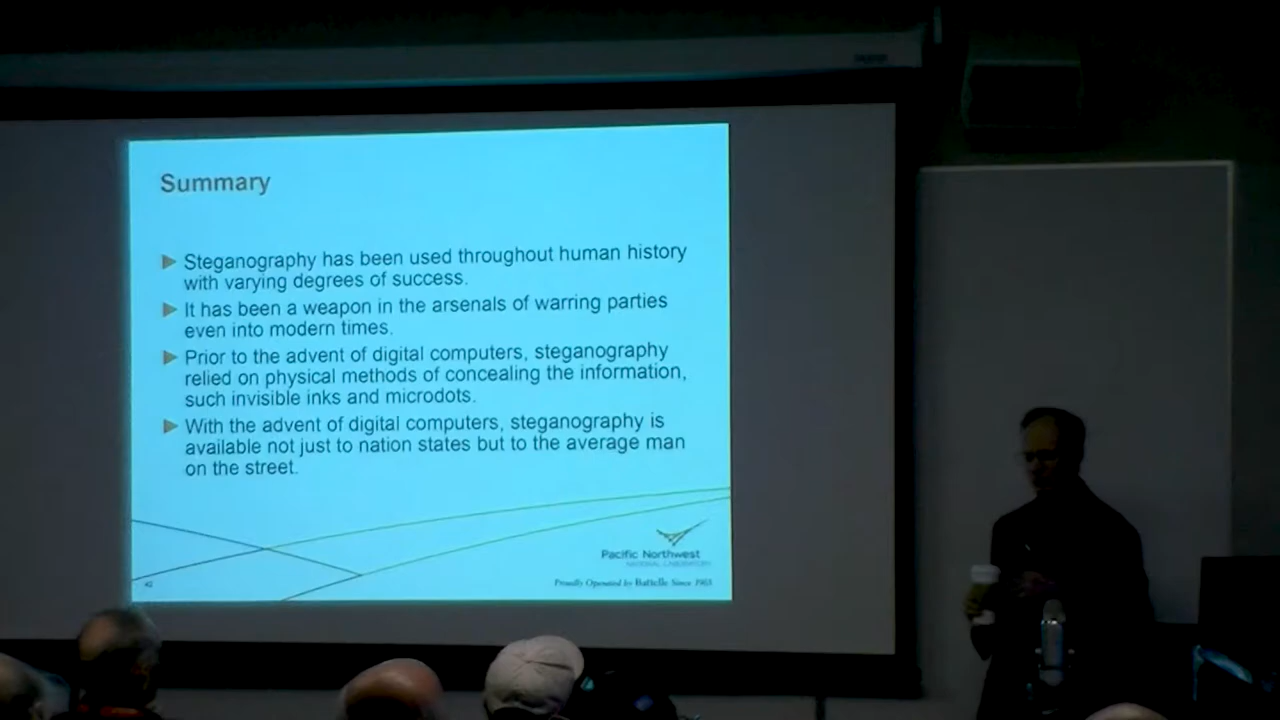 Summary
Steganography has been used throughout human history
with varying degrees of success.
It has been a weapon in the arsenals of warring parties
even into modern times.
Prior to the advent of digital computers, steganography
relied on physical methods of concealing the information,
such invisible inks and microdots.
With the advent of digital computers, steganography is
available not just to nation states but to the average man
on the street.
Pacific Northwest
NATIONAL LABORATORY
Proudly Operated by Battelle Since 1965
42